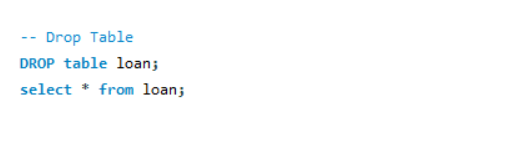 -- Drop Table
DROP table loan;
select * from loan;